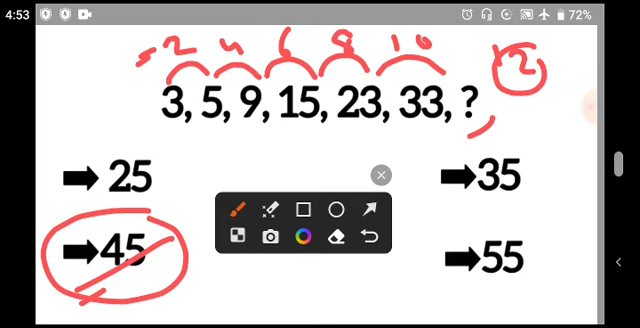 4:53 72%
2 4 6 8 10 12
3, 5, 9, 15, 23, 33, ?
➡ 25 ➡ 35
➡ 45 ➡ 55